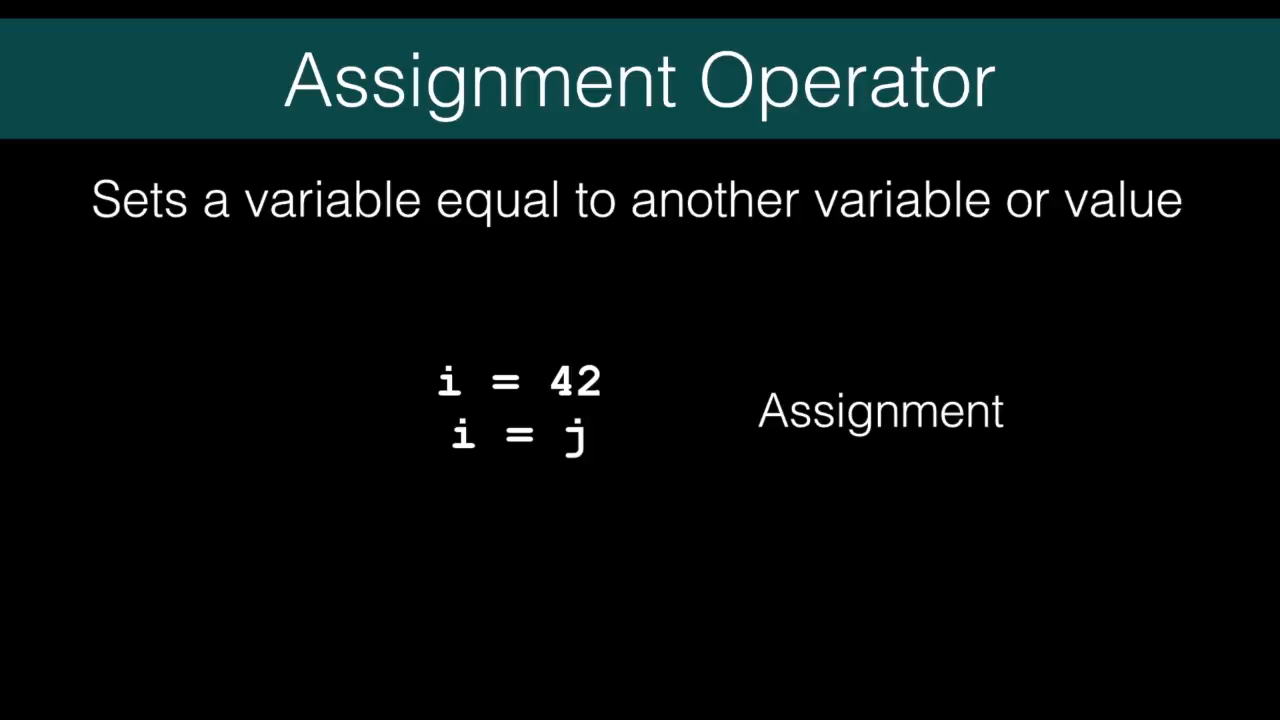 Assignment Operator
Sets a variable equal to another variable or value
i = 42
i = j
Assignment